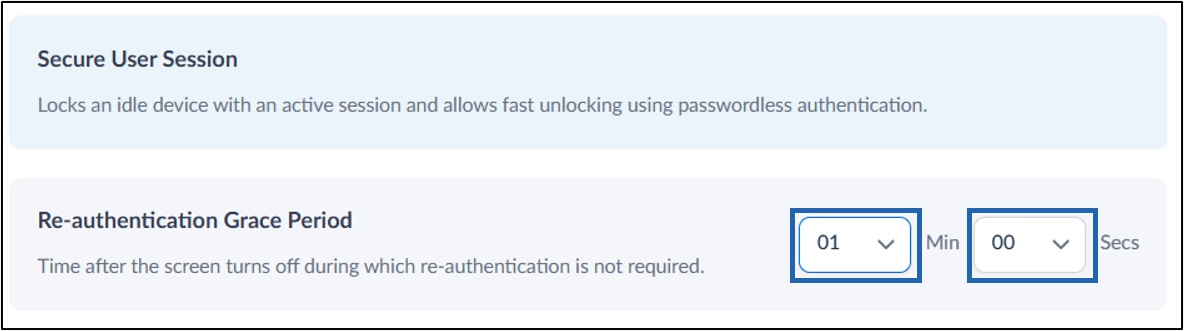 Secure User Session
Locks an idle device with an active session and allows fast unlocking using passwordless authentication.
Re-authentication Grace Period
01 Min 00 Secs
Time after the screen turns off during which re-authentication is not required.